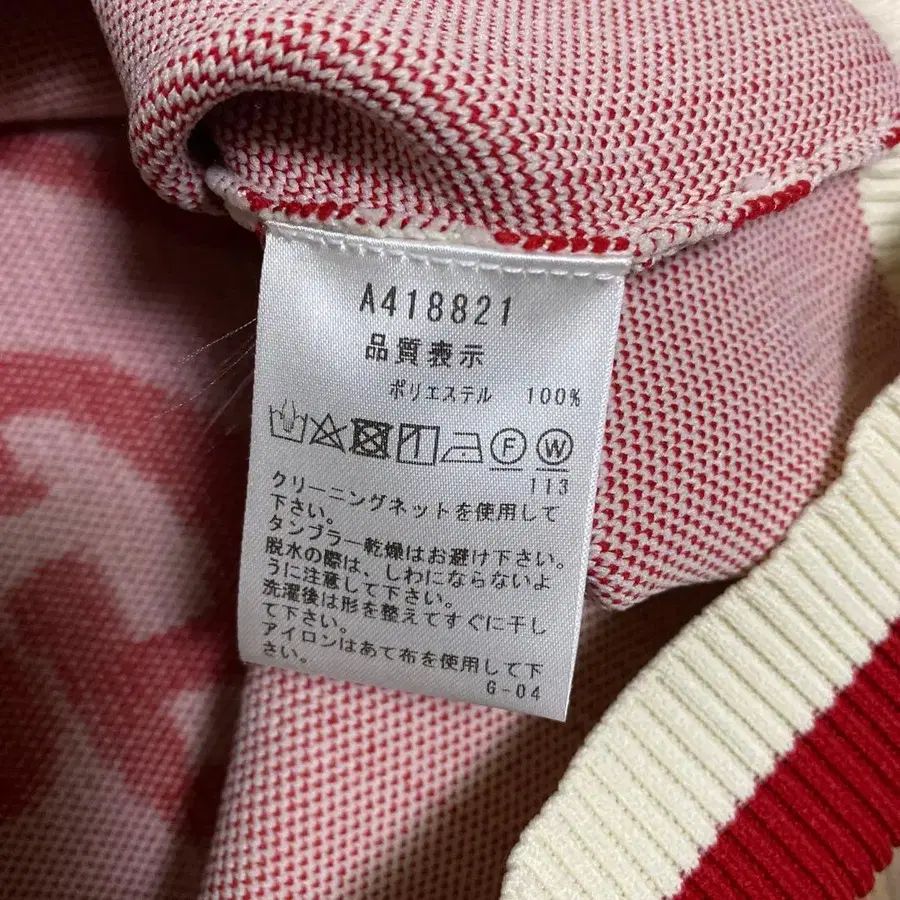 A418821
品質表示
ポリエステル 100%
F W
113
クリーニングネットを使用して
下さい。
タンブラー乾燥はお避け下さい。
脱水の際は、しわにならないよ
うに注意して下さい。
洗濯後は形を整えてすぐに干し
て下さい。
アイロンはあて布を使用して下
さい。
G-04